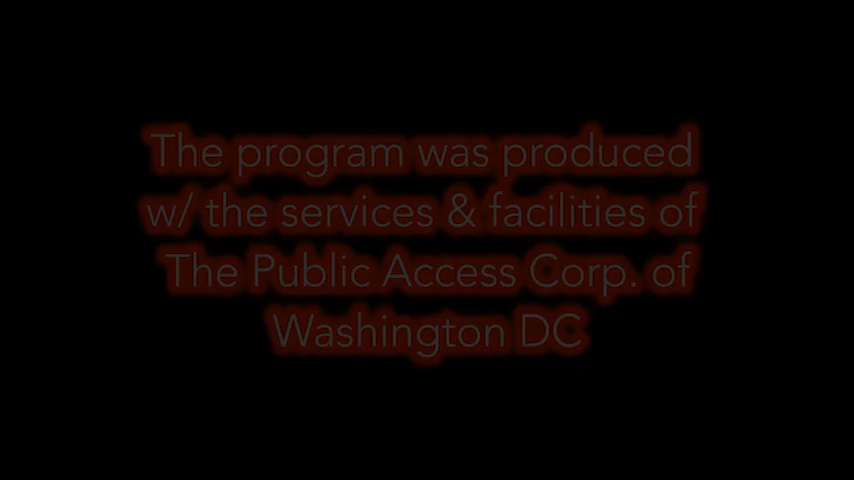 The program was produced
w/ the services & facilities of
The Public Access Corp. of
Washington DC